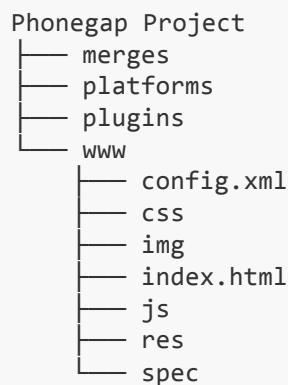 Phonegap Project
├── merges
├── platforms
├── plugins
└── www
    ├── config.xml
    ├── css
    ├── img
    ├── index.html
    ├── js
    ├── res
    └── spec